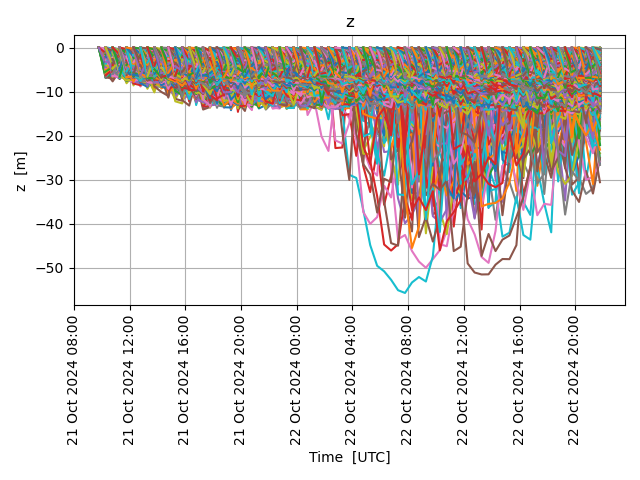 z
0
−10
−20
−30
−40
−50
z [m]
21 Oct 2024 08:00
21 Oct 2024 12:00
21 Oct 2024 16:00
21 Oct 2024 20:00
22 Oct 2024 00:00
22 Oct 2024 04:00
22 Oct 2024 08:00
22 Oct 2024 12:00
22 Oct 2024 16:00
22 Oct 2024 20:00
Time [UTC]